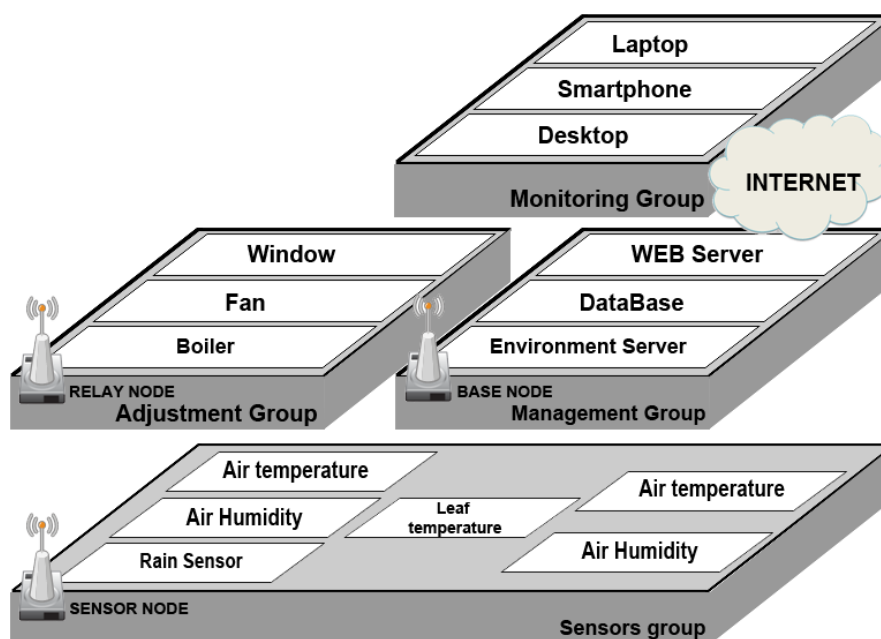 Laptop
Smartphone
Desktop
Monitoring Group
INTERNET
Window
Fan
Boiler
RELAY NODE
Adjustment Group
WEB Server
DataBase
Environment Server
BASE NODE
Management Group
Air temperature
Air Humidity
Rain Sensor
Leaf
temperature
Air temperature
Air Humidity
SENSOR NODE
Sensors group